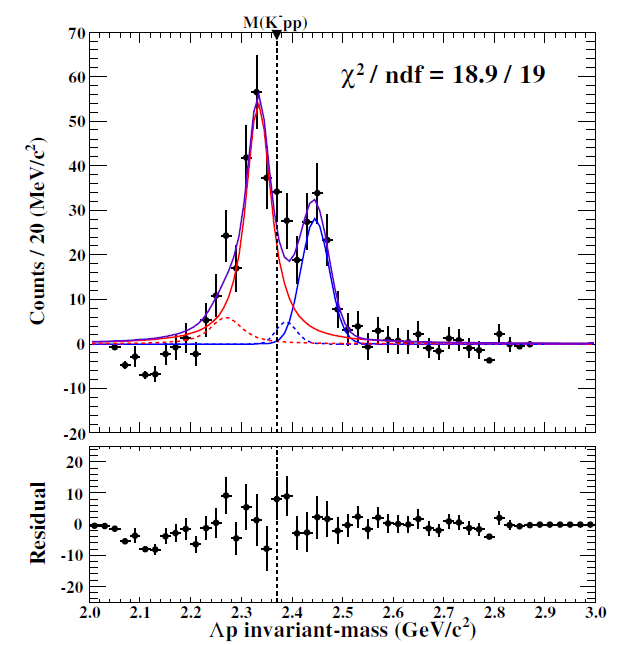 M(K⁻pp)
χ² / ndf = 18.9 / 19
Counts / 20 (MeV/c²)
70
60
50
40
30
20
10
0
-10
-20
Residual
20
10
0
-10
-20
2.0 2.1 2.2 2.3 2.4 2.5 2.6 2.7 2.8 2.9 3.0
Λp invariant-mass (GeV/c²)